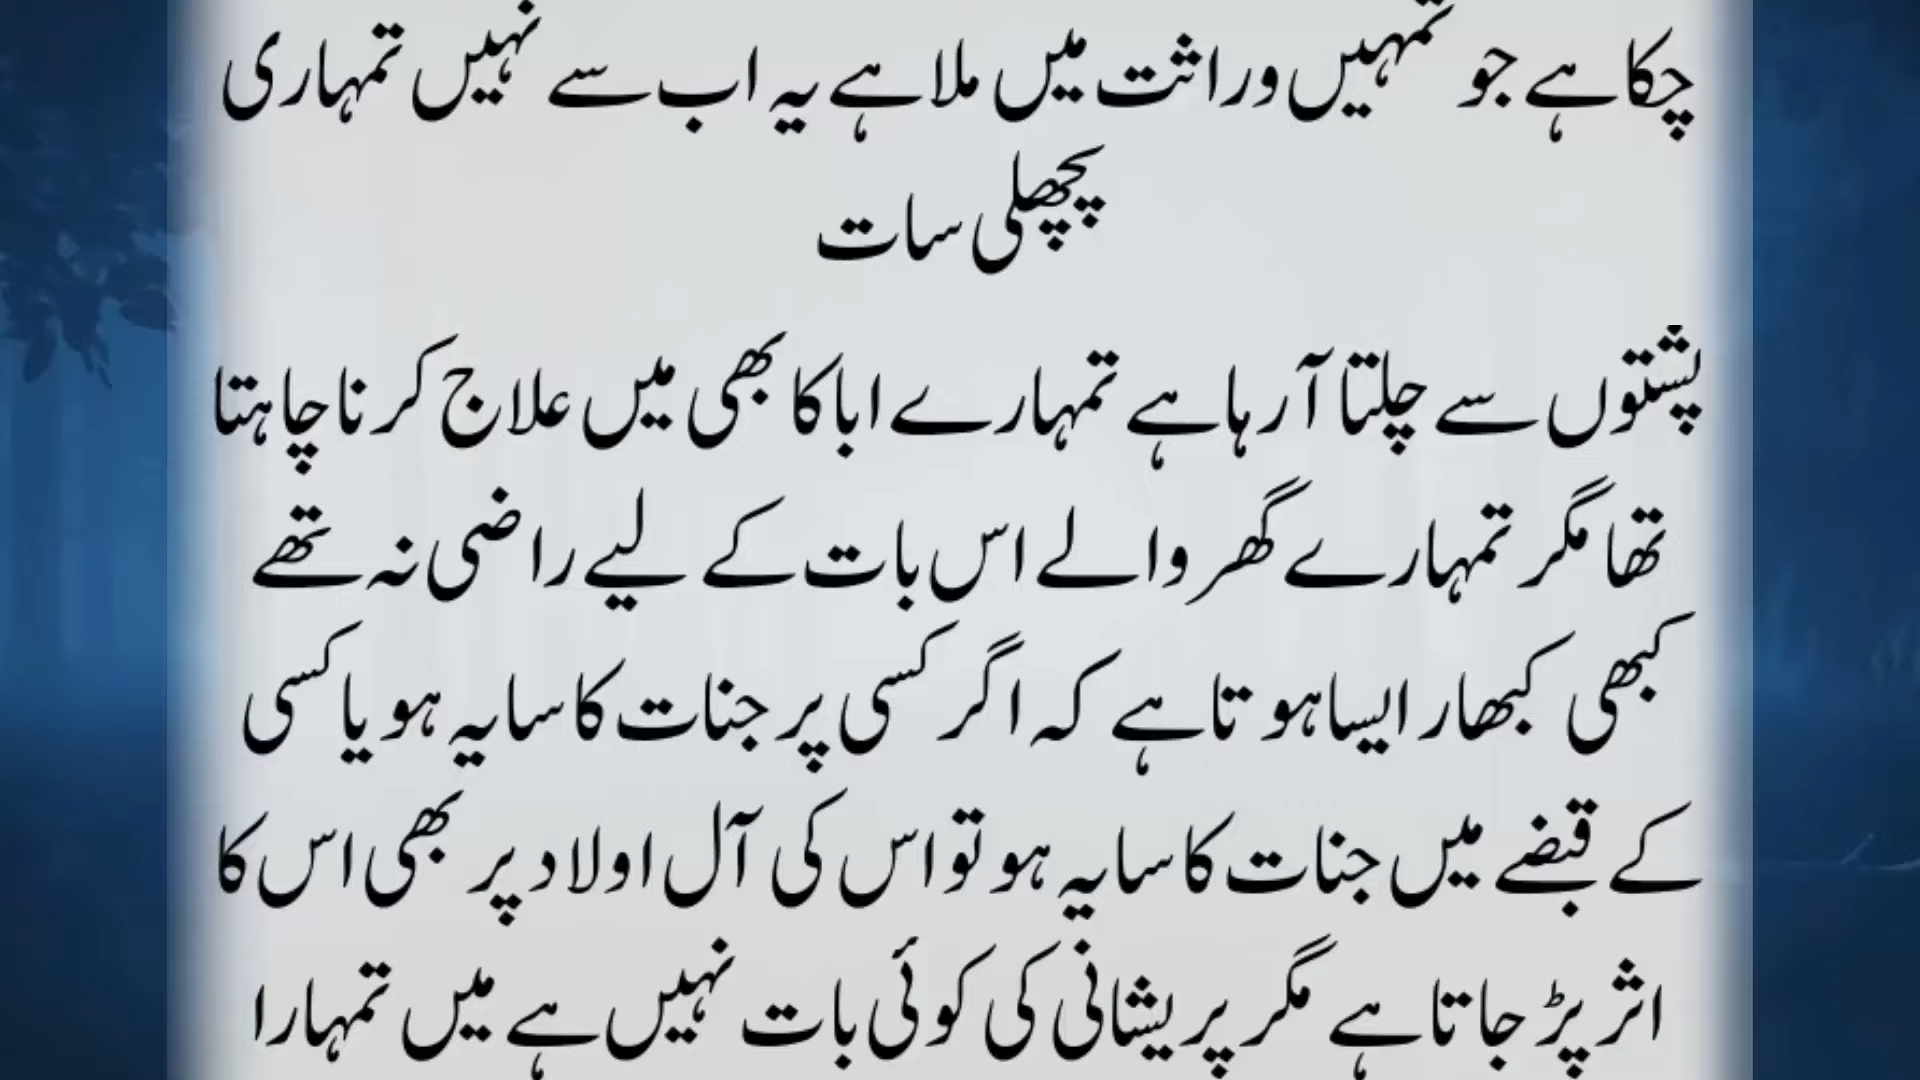 چکا ہے جو تمہیں وراثت میں ملا ہے یہ اب سے نہیں تمہاری
پچھلی سات
پشتوں سے چلتا آ رہا ہے تمہارے ابا کا بھی میں علاج کرنا چاہتا
تھا مگر تمہارے گھر والے اس بات کے لیے راضی نہ تھے
کبھی کبھار ایسا ہوتا ہے کہ اگر کسی پر جنات کا سایہ ہو یا کسی
کے قبضے میں جنات کا سایہ ہو تو اس کی آل اولاد پر بھی اس کا
اثر پڑ جاتا ہے مگر پریشانی کی کوئی بات نہیں ہے میں تمہارا